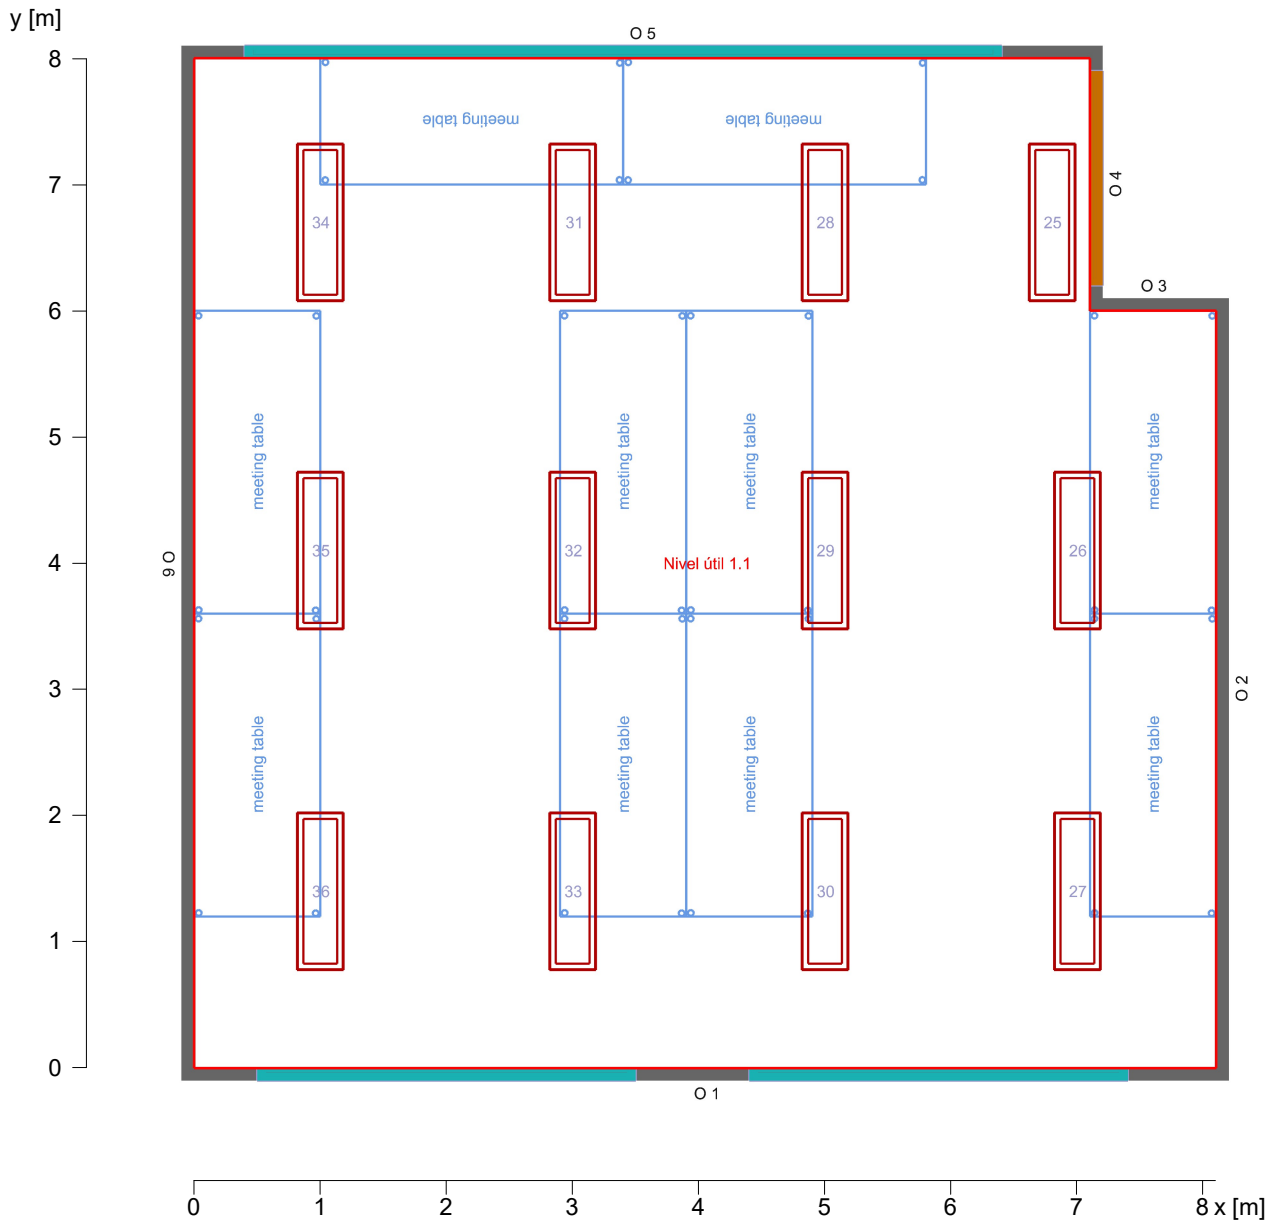 y [m]
O 5
8
meeting table
meeting table
7
O 4
34
31
28
25
O 3
6
5
meeting table
meeting table
meeting table
meeting table
35
32
29
26
Nivel útil 1.1
O 6
4
3
O 2
meeting table
meeting table
meeting table
meeting table
2
36
33
30
27
1
0
O 1
0
1
2
3
4
5
6
7
8 x [m]